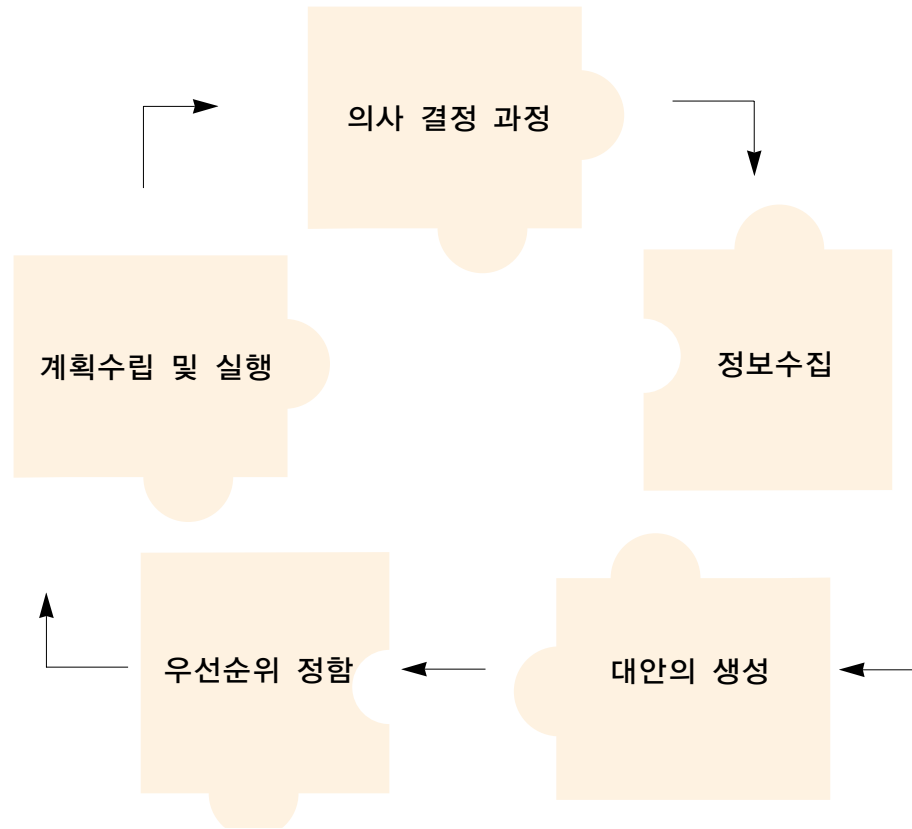 의사 결정 과정
정보수집
대안의 생성
우선순위 정함
계획수립 및 실행